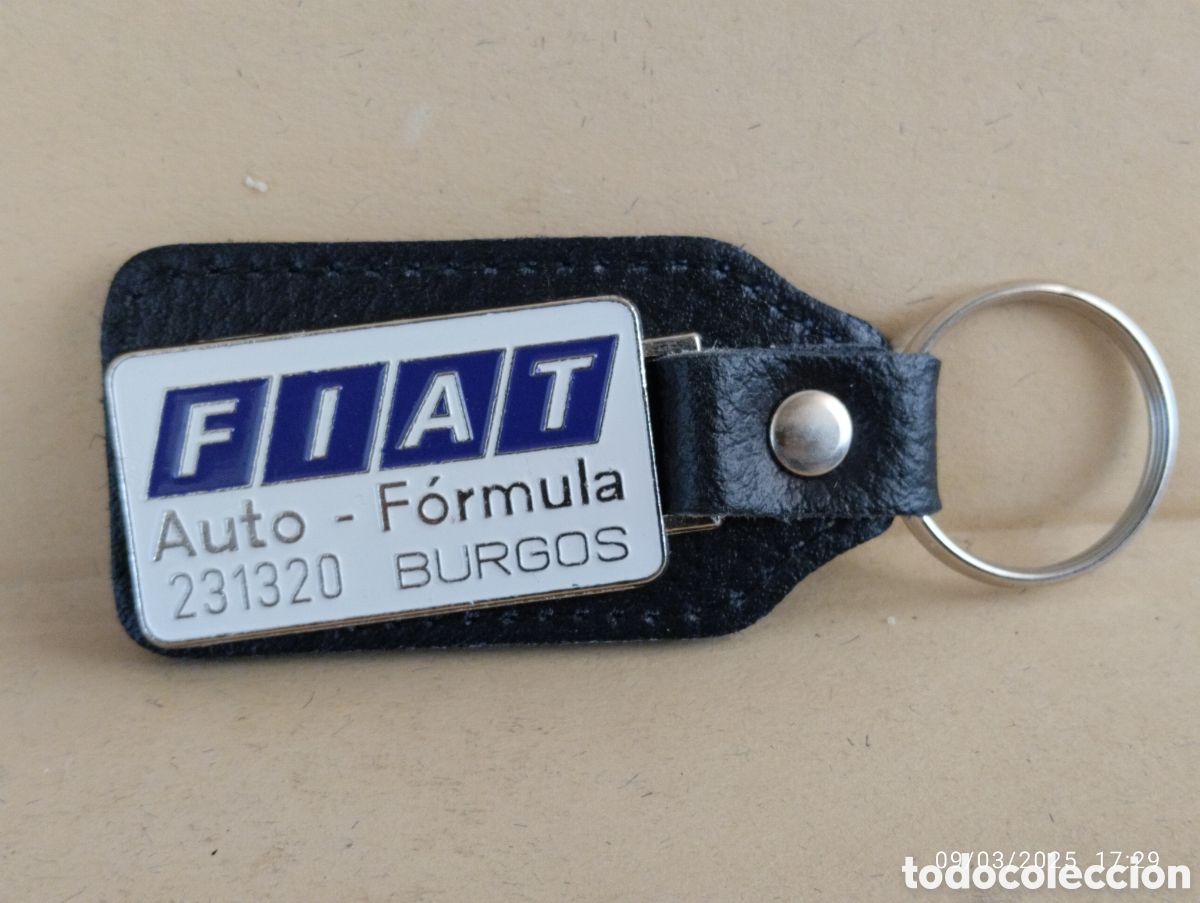 FIAT
Auto - Fórmula
231320 BURGOS
09/03/2025 17:29
todocoleccion